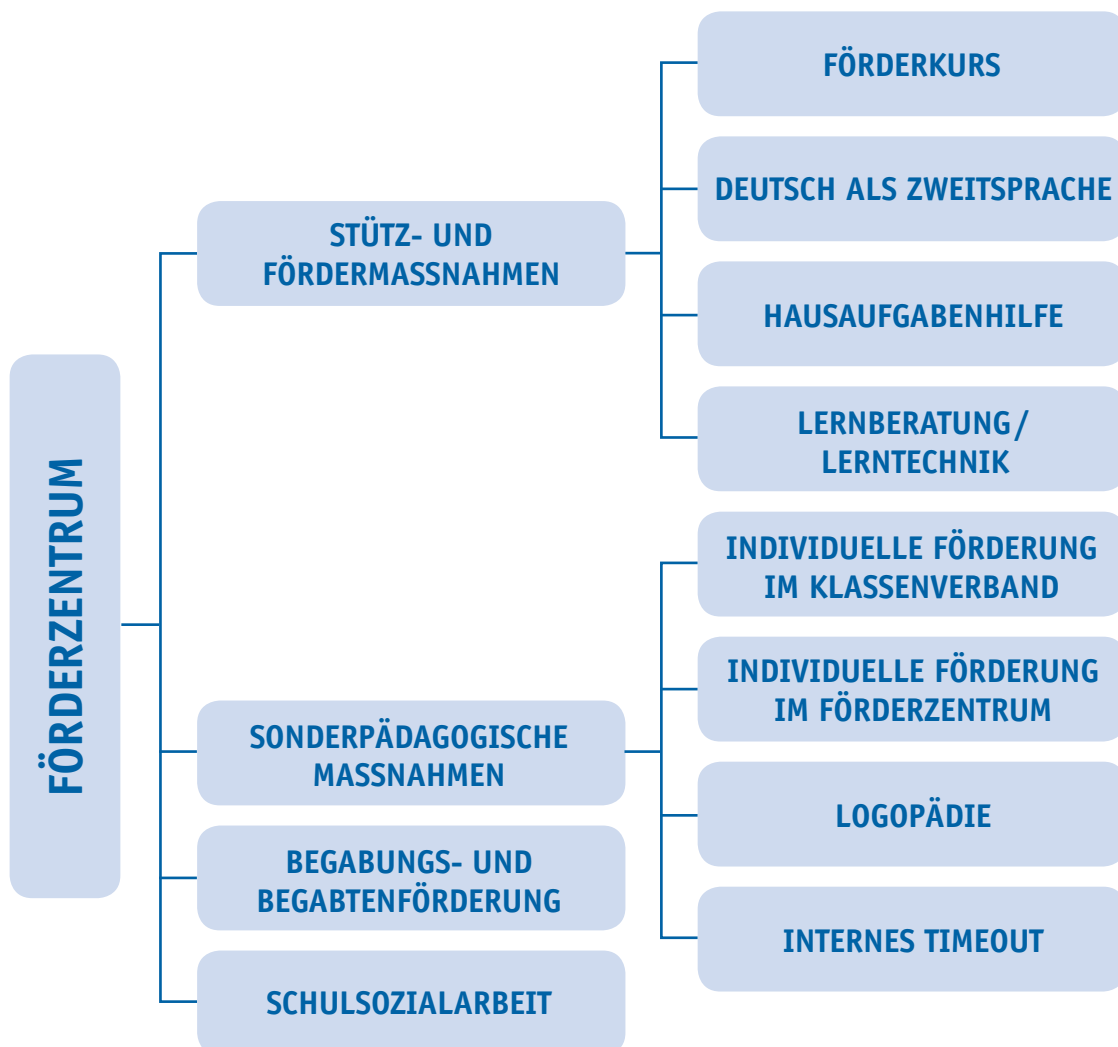 FÖRDERZENTRUM
STÜTZ- UND
FÖRDERMASSNAHMEN
FÖRDERKURS
DEUTSCH ALS ZWEITSPRACHE
HAUSAUFGABENHILFE
LERNBERATUNG/
LERNTECHNIK
SONDERPÄDAGOGISCHE
MASSNAHMEN
INDIVIDUELLE FÖRDERUNG
IM KLASSENVERBAND
INDIVIDUELLE FÖRDERUNG
IM FÖRDERZENTRUM
LOGOPÄDIE
INTERNES TIMEOUT
BEGABUNGS- UND
BEGABTENFÖRDERUNG
SCHULSOZIALARBEIT